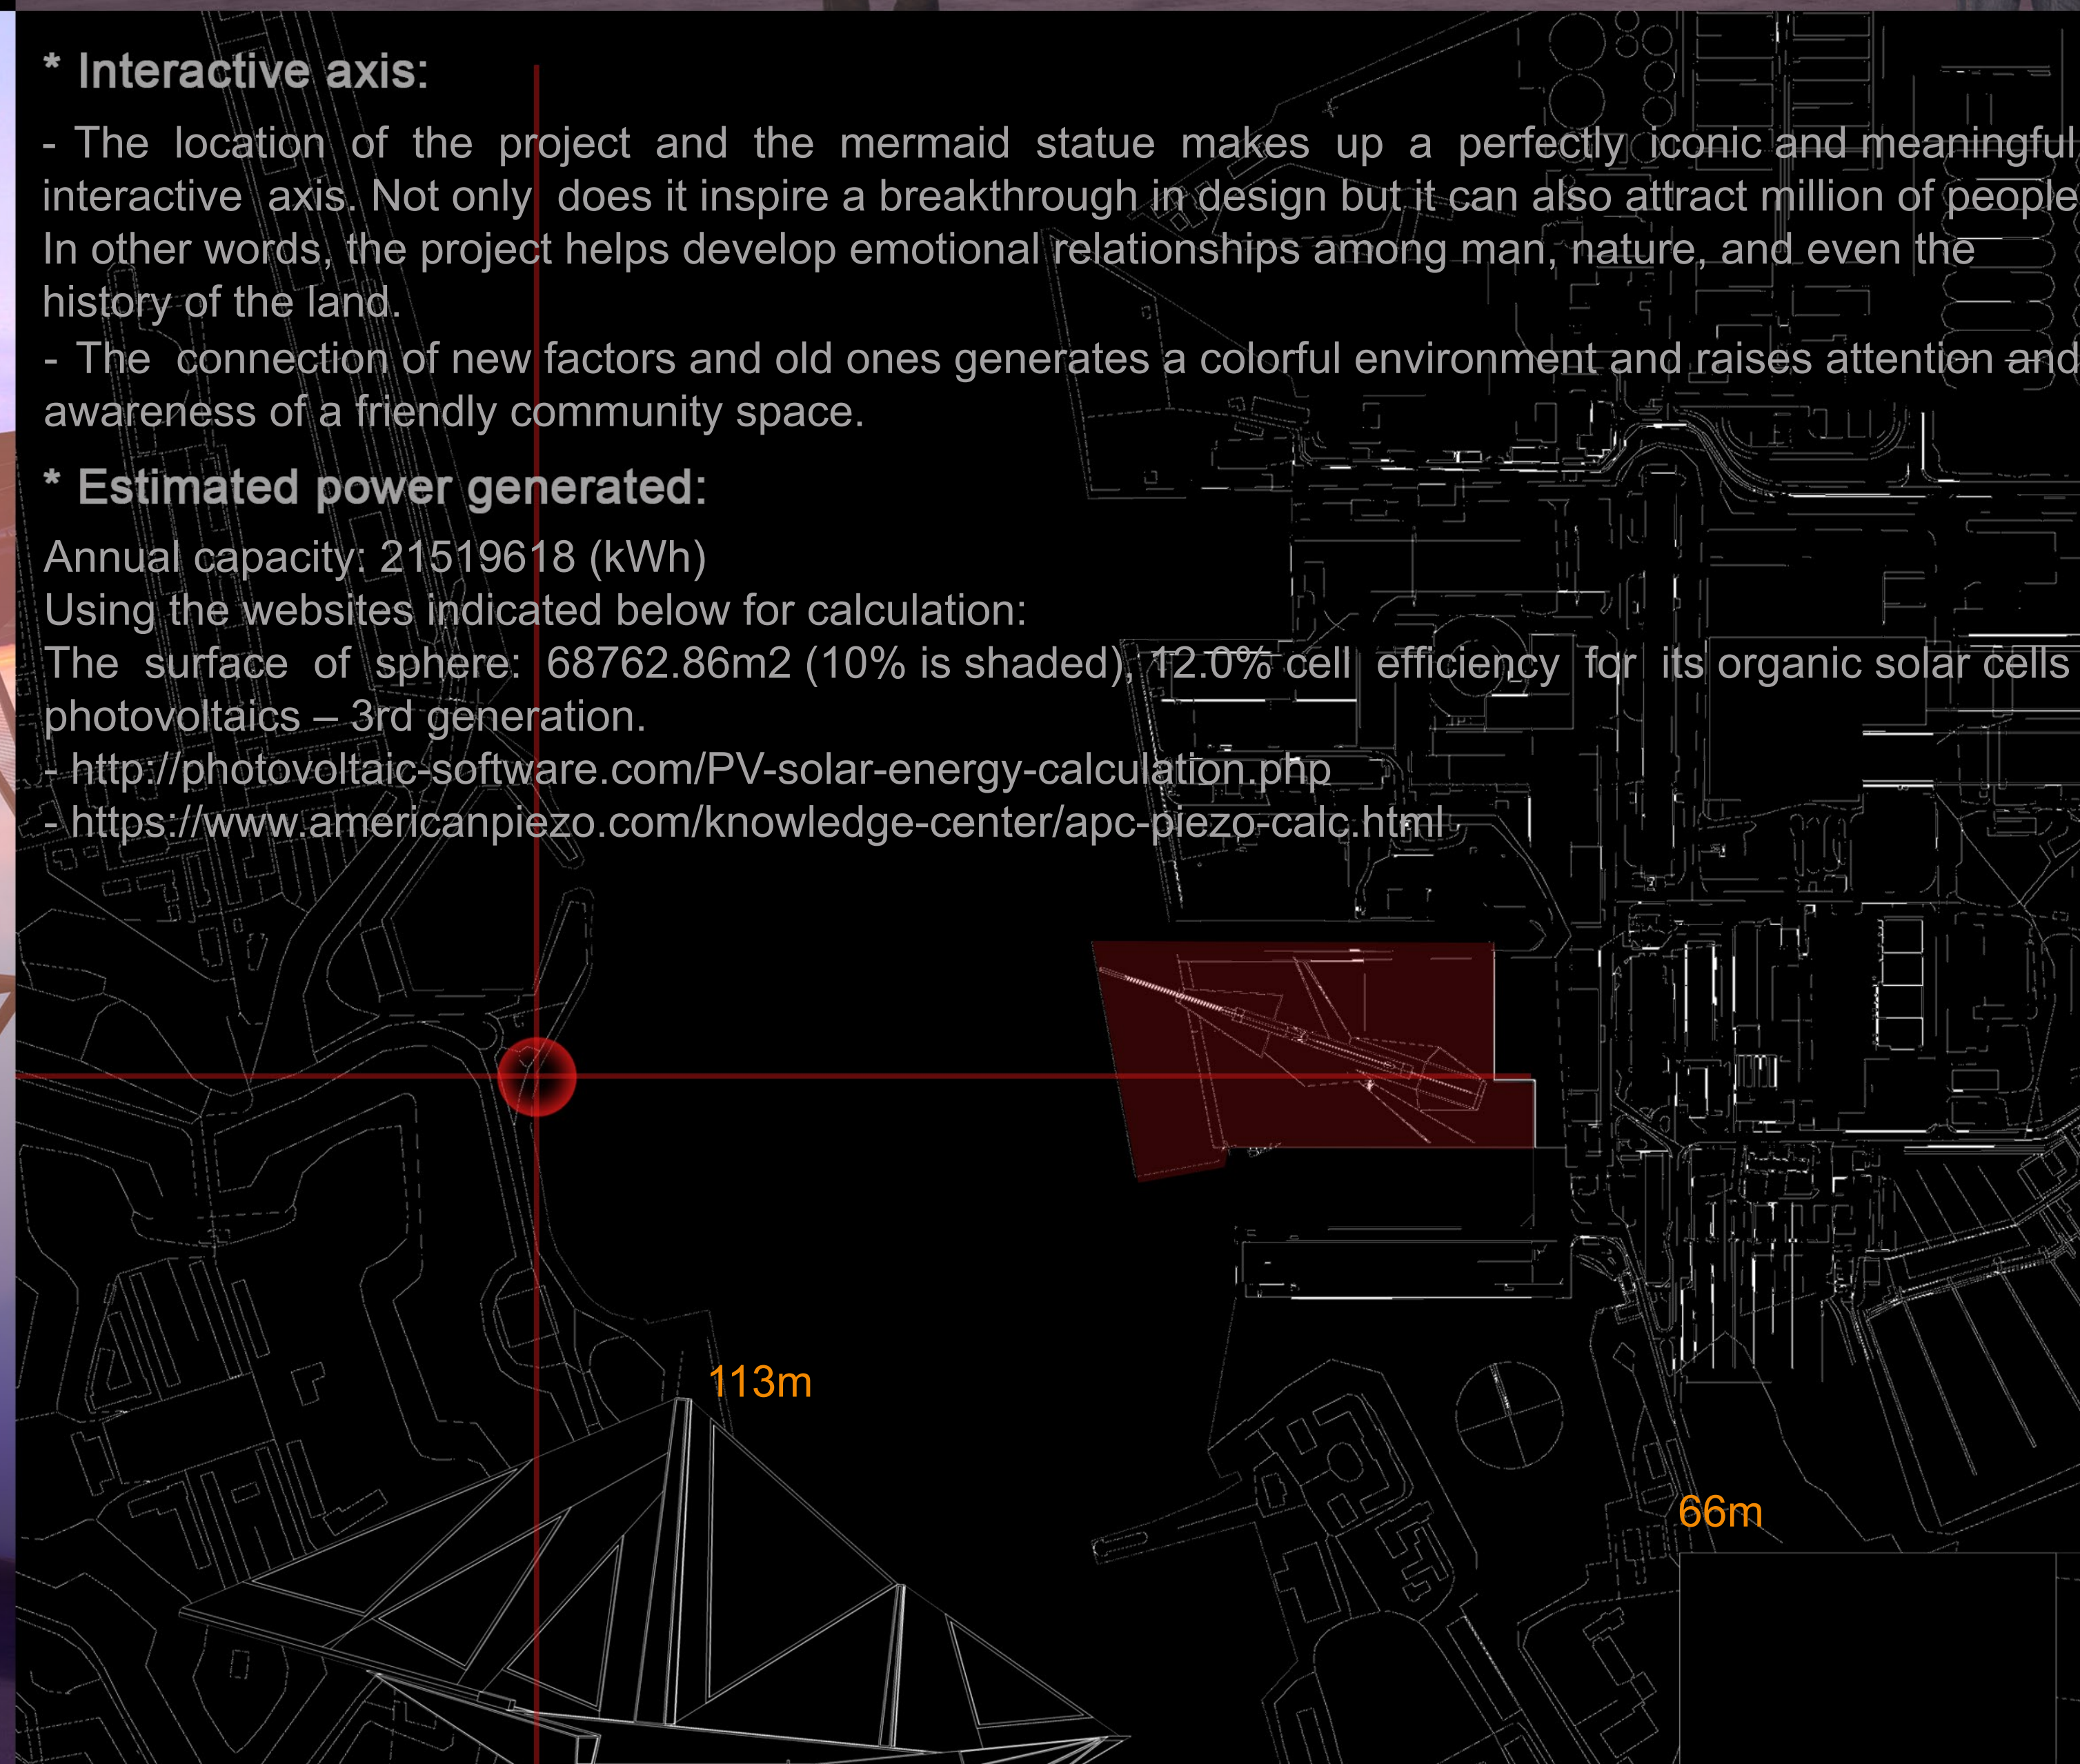 * Interactive axis:
- The location of the project and the mermaid statue makes up a perfectly iconic and meaningful
interactive axis. Not only does it inspire a breakthrough in design but it can also attract million of people
In other words, the project helps develop emotional relationships among man, nature, and even the
history of the land.
- The connection of new factors and old ones generates a colorful environment and raises attention and
awareness of a friendly community space.
* Estimated power generated:
Annual capacity: 21519618 (kWh)
Using the websites indicated below for calculation:
The surface of sphere: 68762.86m2 (10% is shaded), 12.0% cell efficiency for its organic solar cells
photovoltaics – 3rd generation.
- http://photovoltaic-software.com/PV-solar-energy-calculation.php
- https://www.americanpiezo.com/knowledge-center/apc-piezo-calc.html
113m
66m